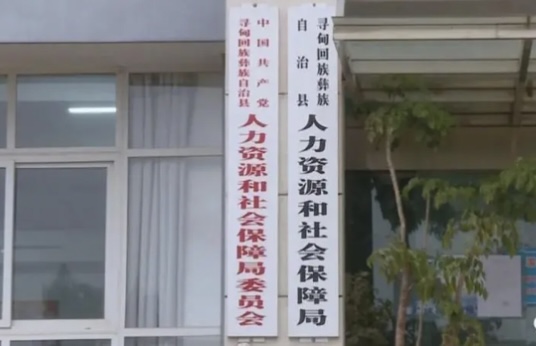 寻甸回族彝族
自治县
人力资源和社会保障局
中国共产党
寻甸回族彝族自治县
人力资源和社会保障局委员会